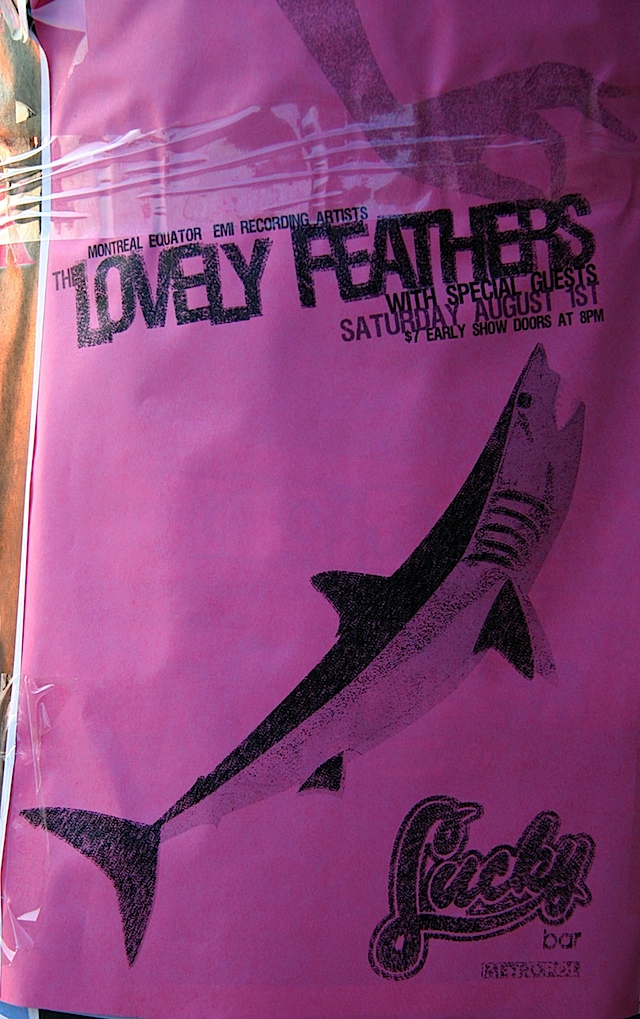 MONTREAL EQUATOR EMI RECORDING ARTISTS
THE LOVELY FEATHERS
WITH SPECIAL GUESTS
SATURDAY AUGUST 1ST
$7 EARLY SHOW DOORS AT 8PM
Lucky
bar